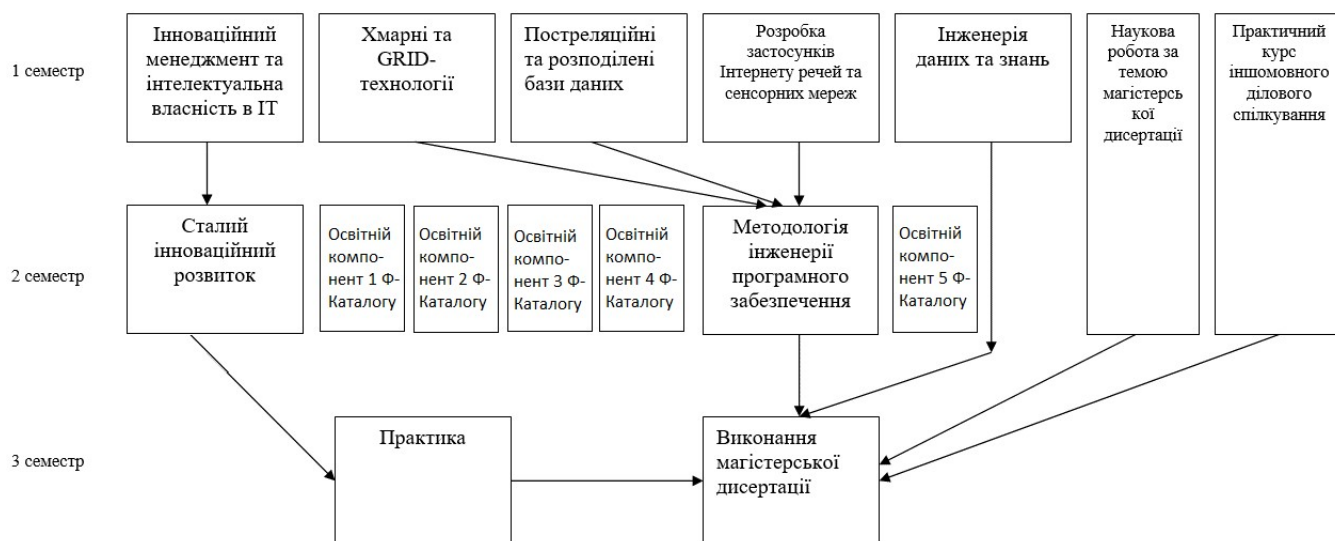 1 семестр
Інноваційний
менеджмент та
інтелектуальна
власність в ІТ
Хмарні та
GRID-
технології
Постреляційні
та розподілені
бази даних
Розробка
застосунків
Інтернету речей та
сенсорних мереж
Інженерія
даних та знань
Наукова
робота за
темою
магістерсь
кої
дисертації
Практичний
курс
іншомовного
ділового
спілкування
2 семестр
Сталий
інноваційний
розвиток
Освітній
компо-
нент 1 Ф-
Каталогу
Освітній
компо-
нент 2 Ф-
Каталогу
Освітній
компо-
нент 3 Ф-
Каталогу
Освітній
компо-
нент 4 Ф-
Каталогу
Методологія
інженерії
програмного
забезпечення
Освітній
компо-
нент 5 Ф-
Каталогу
3 семестр
Практика
Виконання
магістерської
дисертації